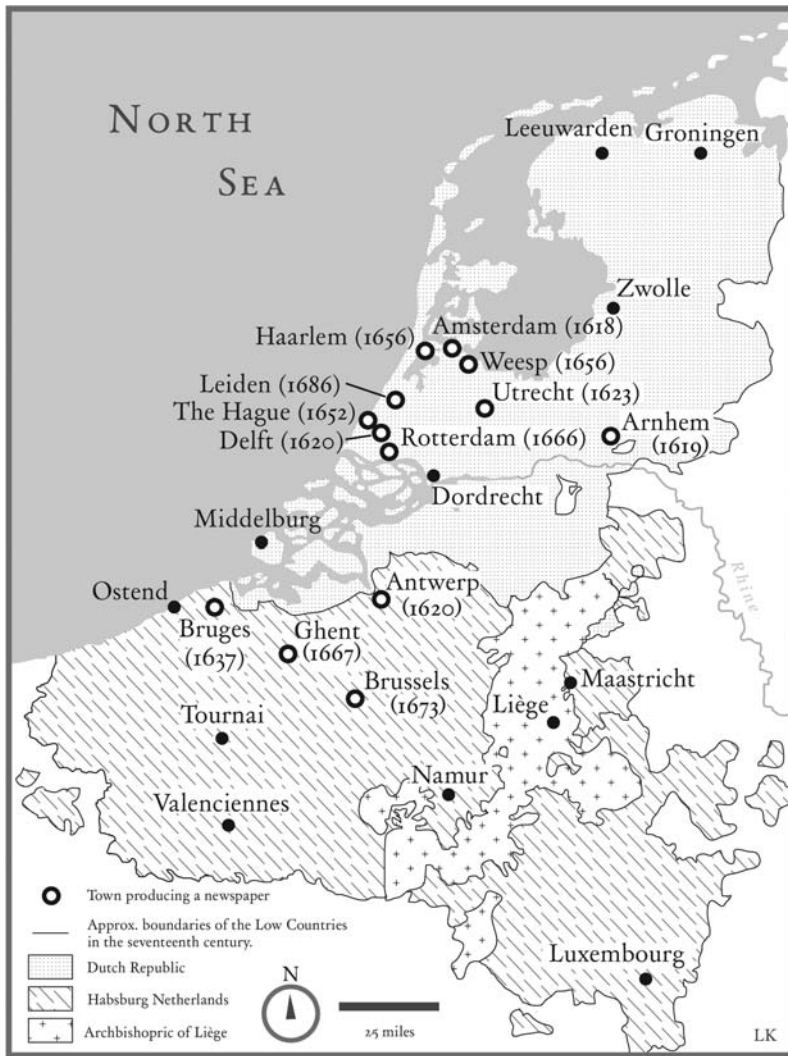 NORTH
SEA
Leeuwarden
Groningen
Zwolle
Haarlem (1656)
Amsterdam (1618)
Weesp (1656)
Leiden (1686)
Utrecht (1623)
The Hague (1652)
Delft (1620)
Rotterdam (1666)
Arnhem
(1619)
Dordrecht
Middelburg
Rhine
Ostend
Bruges
(1637)
Antwerp
(1620)
Ghent
(1667)
Brussels
(1673)
Maastricht
Liège
Tournai
Namur
Valenciennes
Luxembourg
Town producing a newspaper
Approx. boundaries of the Low Countries
in the seventeenth century.
Dutch Republic
Habsburg Netherlands
Archbishopric of Liège
N
25 miles
LK